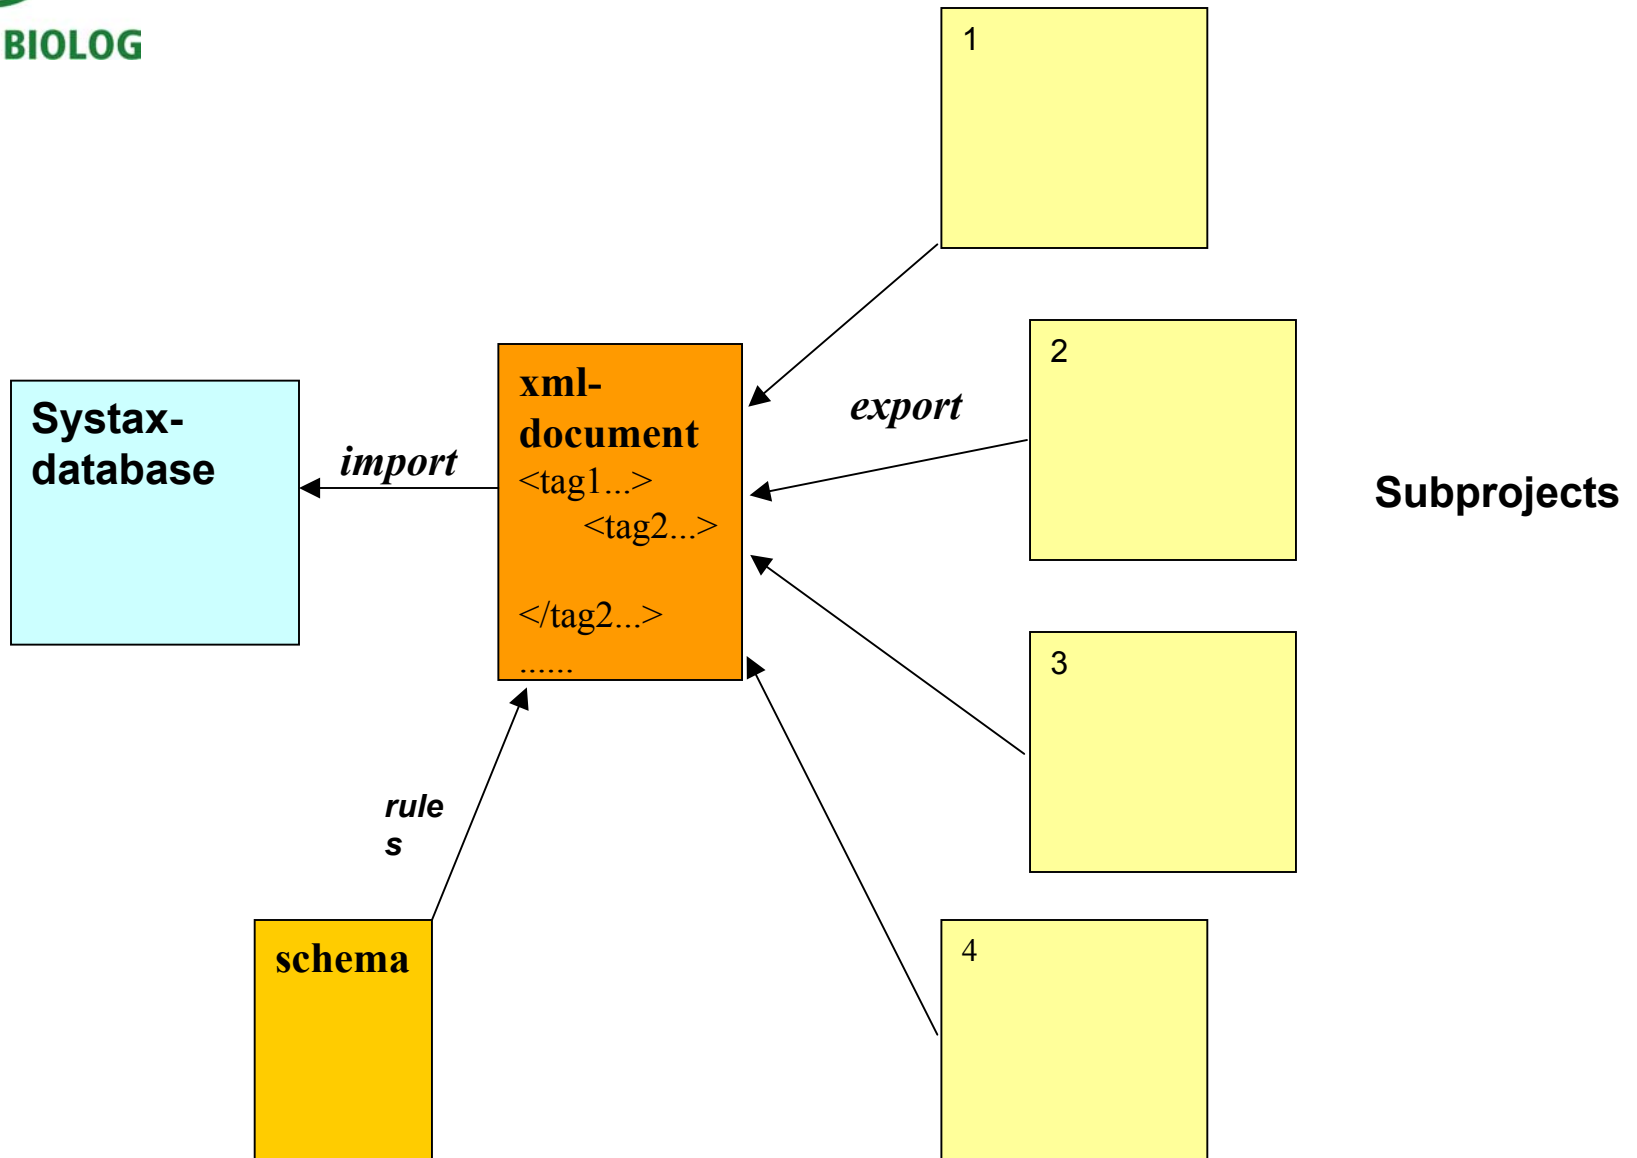 BIOLOG
1
2
export
Subprojects
xml-
document
<tag1...>
<tag2...>
</tag2...>
......
Systax-
database
import
3
rule
s
schema
4